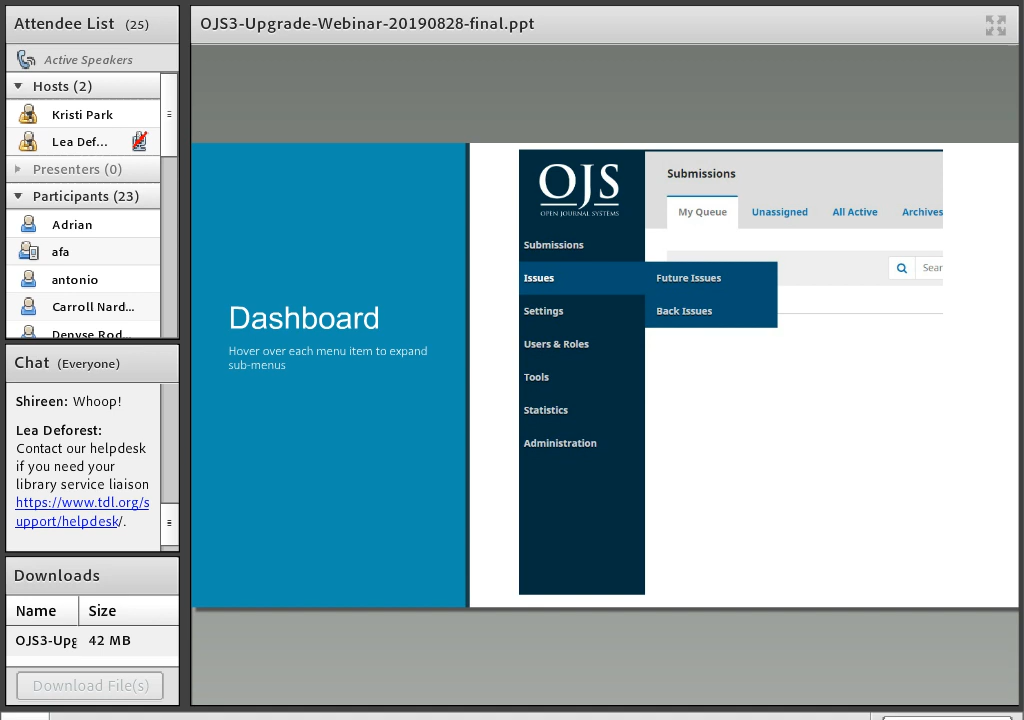 Attendee List (25)
Active Speakers
Hosts (2)
Kristi Park
Lea Def...
Presenters (0)
Participants (23)
Adrian
afa
antonio
Carroll Nard...
Denyse Rod...
Chat (Everyone)
Shireen: Whoop!
Lea Deforest:
Contact our helpdesk
if you need your
library service liaison
https://www.tdl.org/s
upport/helpdesk/.
Downloads
Name Size
OJS3-Upg 42 MB
Download File(s)
OJS3-Upgrade-Webinar-20190828-final.ppt
Dashboard
Hover over each menu item to expand
sub-menus
OJS
OPEN JOURNAL SYSTEMS
Submissions
Issues
Settings
Users & Roles
Tools
Statistics
Administration
Future Issues
Back Issues
Submissions
My Queue Unassigned All Active Archives
Sear